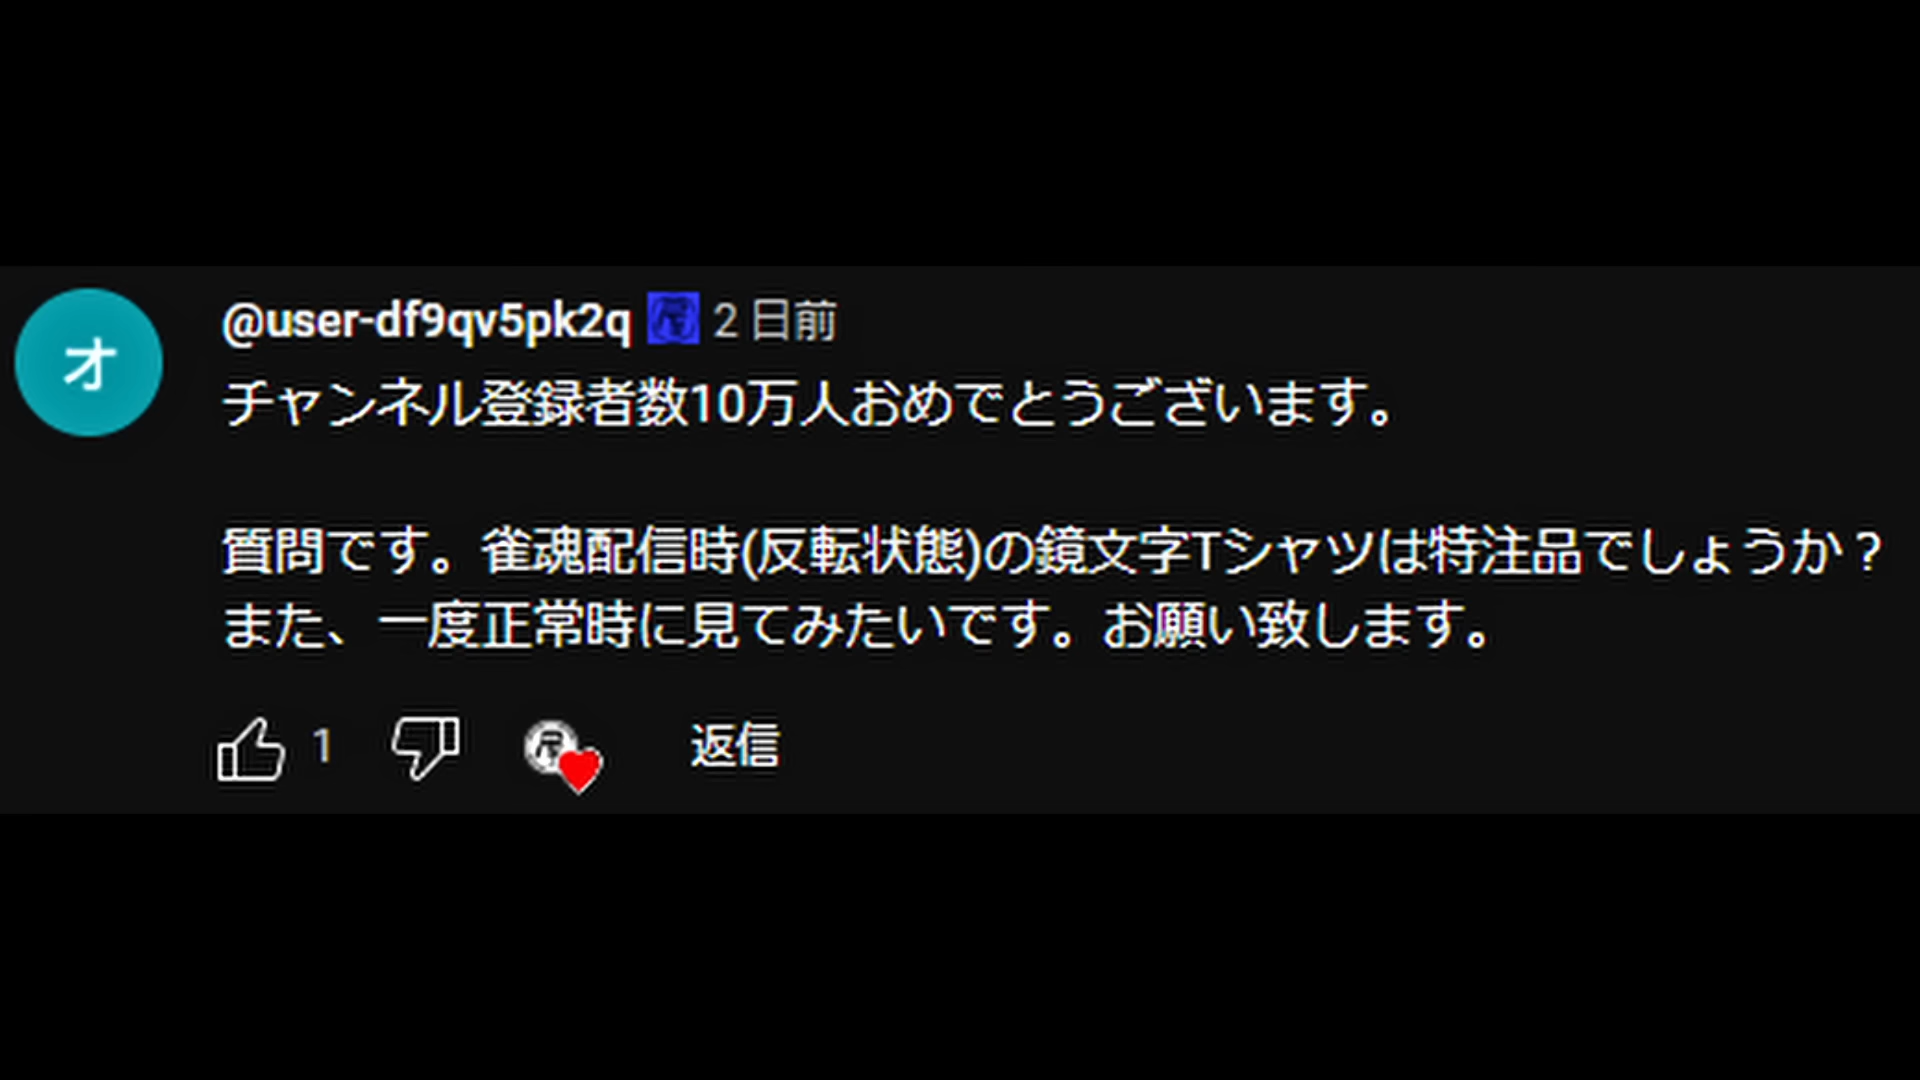 オ
@user-df9qv5pk2q 2 日前
チャンネル登録者数10万人おめでとうございます。
質問です。雀魂配信時(反転状態)の鏡文字Tシャツは特注品でしょうか？
また、一度正常時に見てみたいです。お願い致します。
1 返信